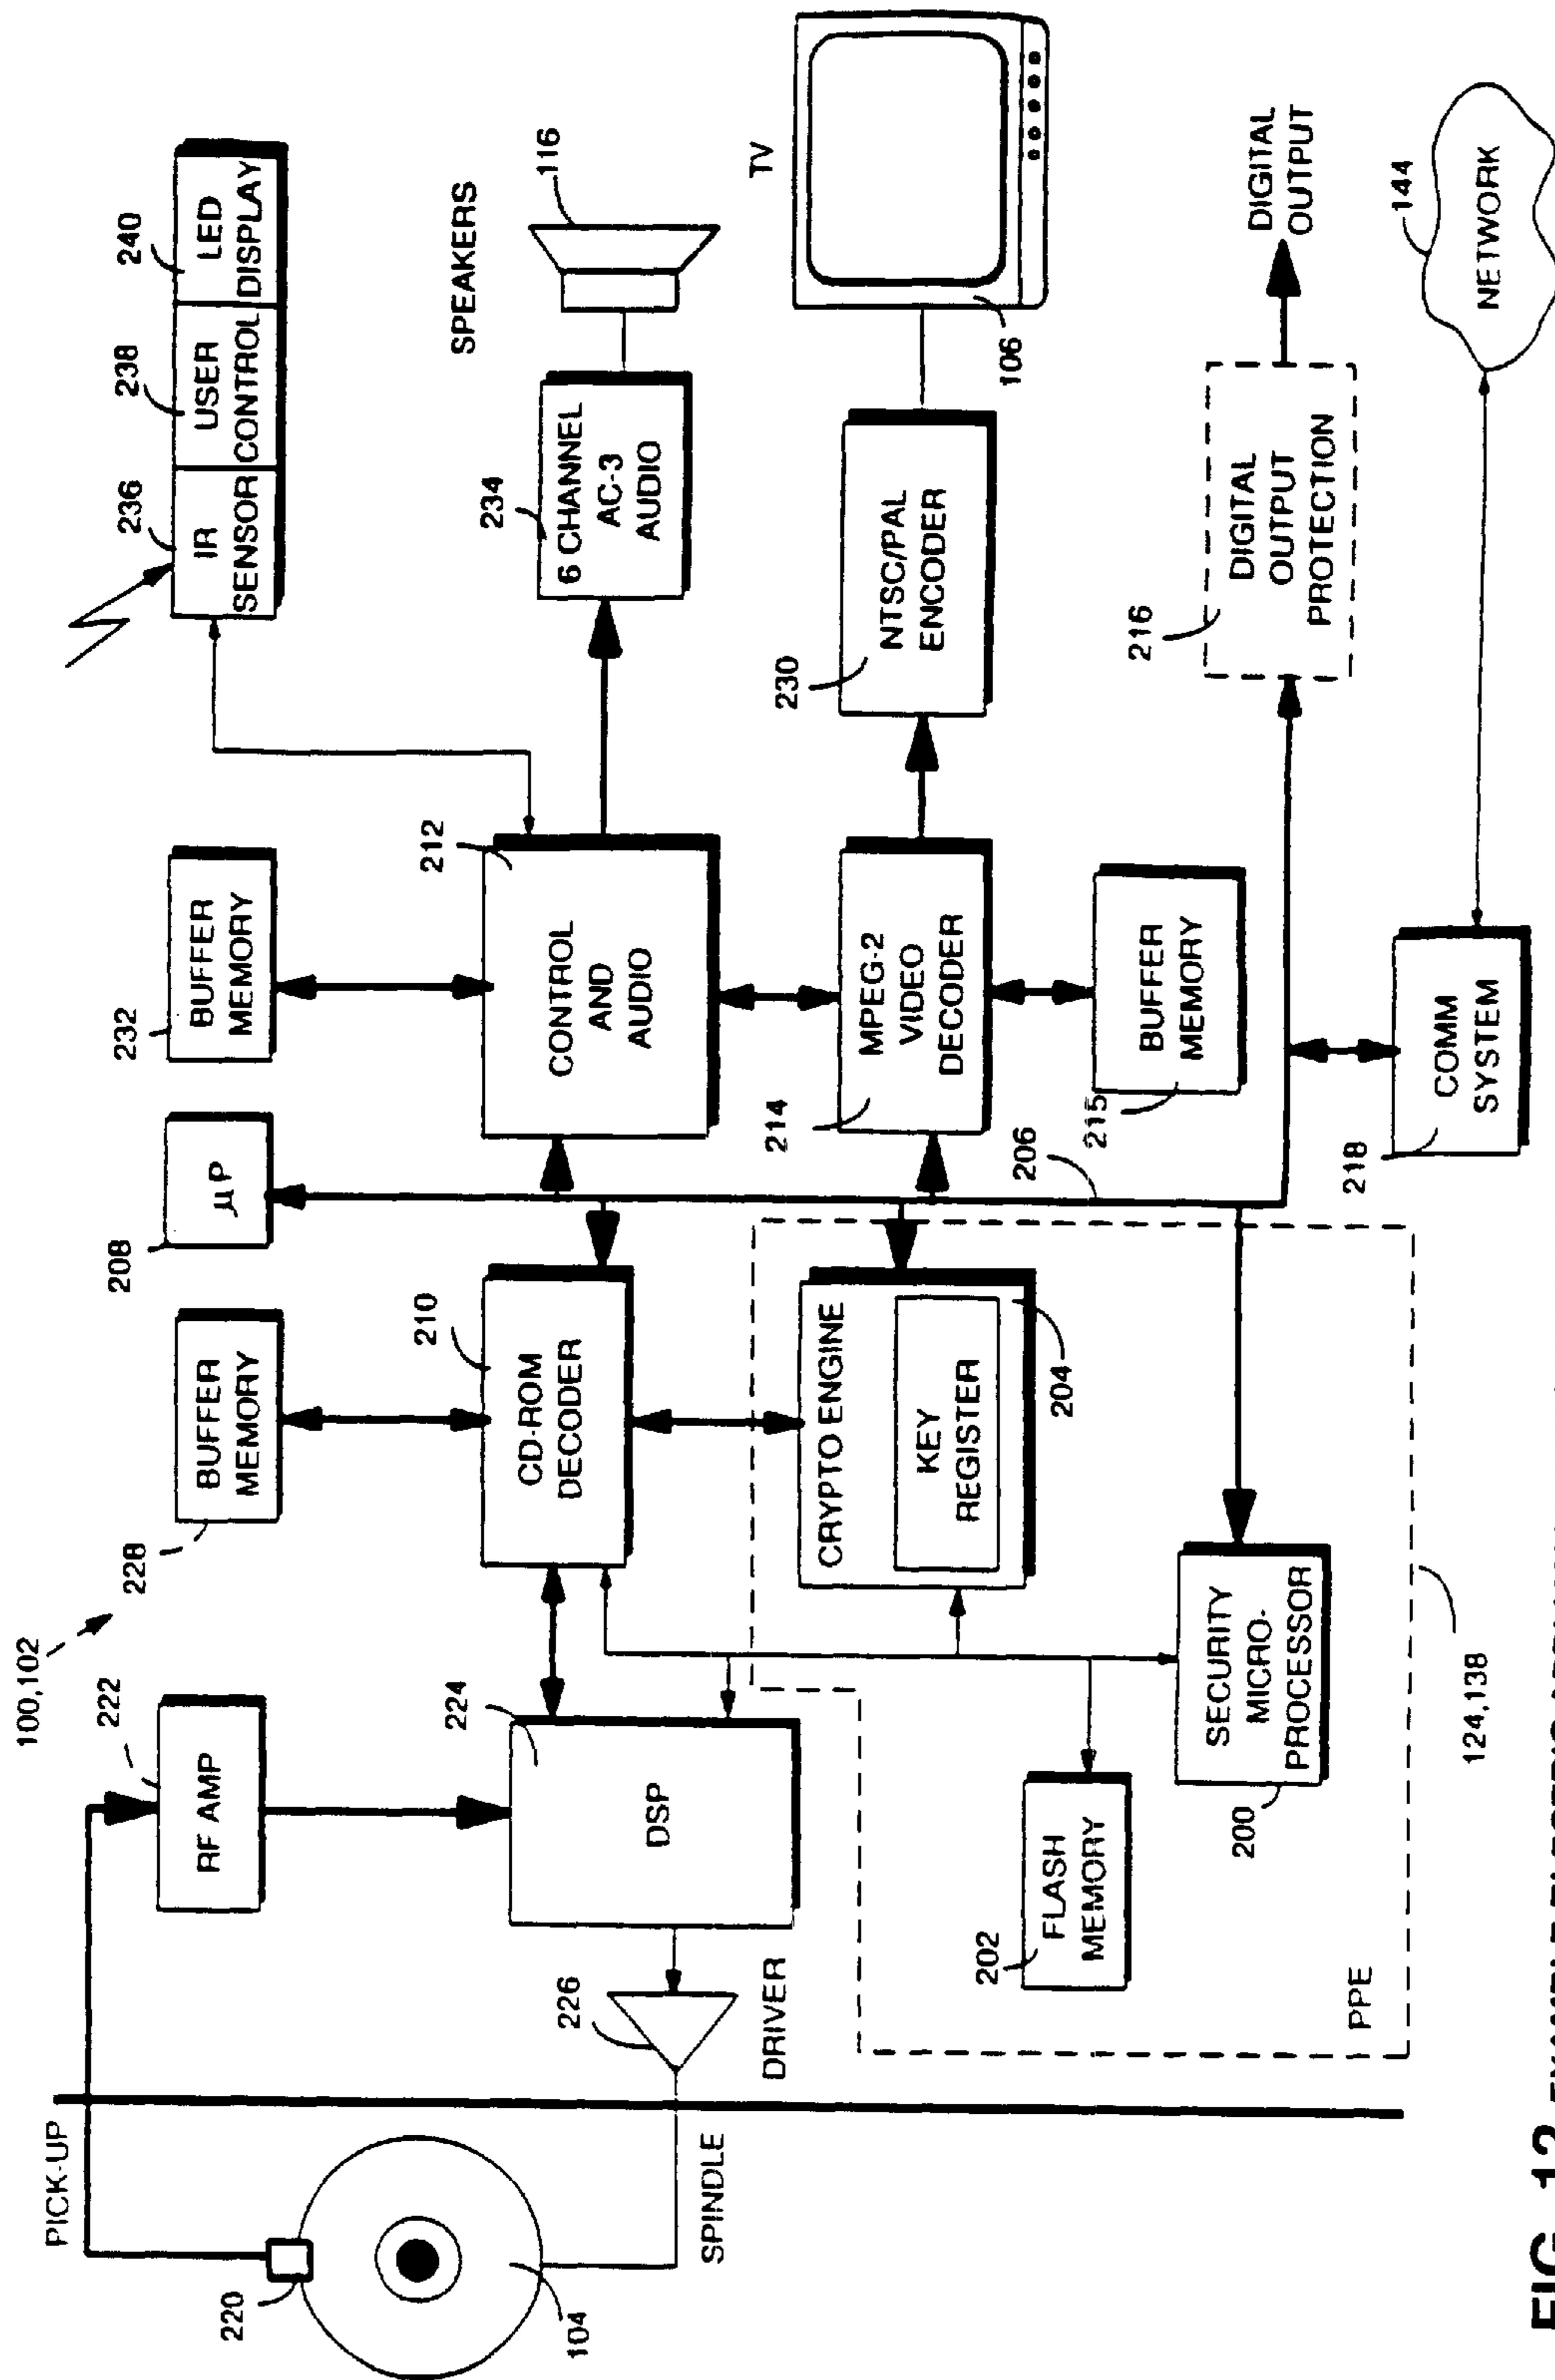 100,102
PICK-UP
220
104
SPINDLE
222
RF AMP
224
DSP
226
DRIVER
228
BUFFER
MEMORY
210
CD-ROM
DECODER
208
μP
232
BUFFER
MEMORY
212
CONTROL
AND
AUDIO
236
IR
SENSOR
238
USER
CONTROL
240
LED
DISPLAY
234
6 CHANNEL
AC-3
AUDIO
SPEAKERS
116
CRYPTO ENGINE
KEY
REGISTER
204
214
MPEG-2
VIDEO
DECODER
230
NTSC/PAL
ENCODER
TV
106
206
215
BUFFER
MEMORY
202
FLASH
MEMORY
200
SECURITY
MICRO-
PROCESSOR
PPE
124,138
216
DIGITAL
OUTPUT
PROTECTION
DIGITAL
OUTPUT
218
COMM
SYSTEM
144
NETWORK